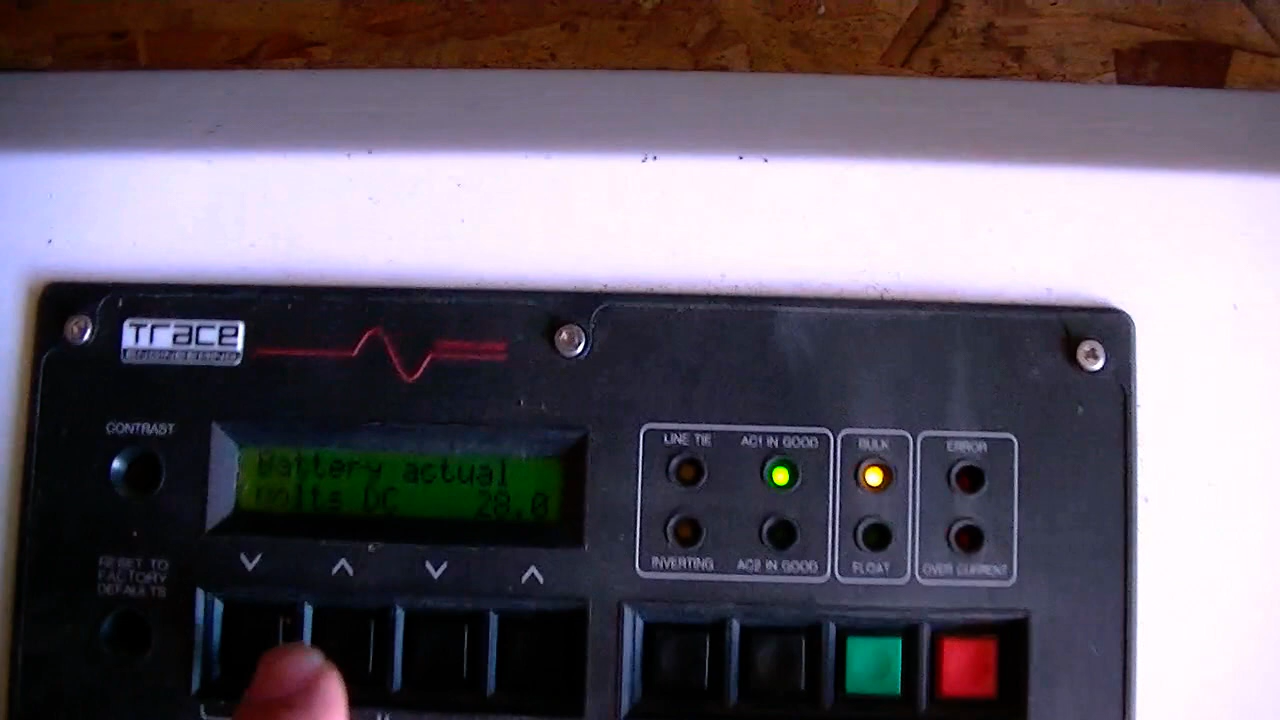 Trace
ENGINEERING
CONTRAST
Battery actual
volts DC 28.0
RESET TO
FACTORY
DEFAULTS
LINE TIE
AC1 IN GOOD
BULK
ERROR
INVERTING
AC2 IN GOOD
FLOAT
OVER CURRENT